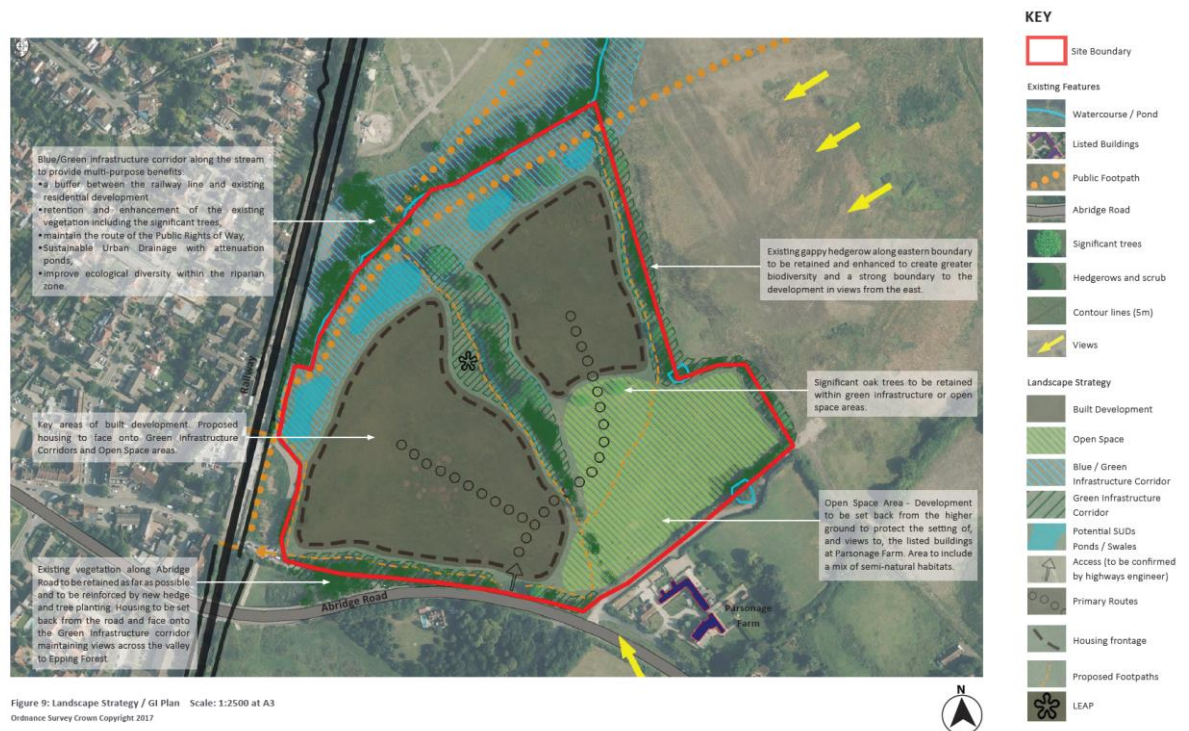 Blue/Green infrastructure corridor along the stream
to provide multi-purpose benefits:
•a buffer between the railway line and existing
residential development
•retention and enhancement of the existing
vegetation including the significant trees,
•maintain the route of the Public Rights of Way,
•Sustainable Urban Drainage with attenuation
ponds,
•improve ecological diversity within the riparian
zone.
Existing gappy hedgerow along eastern boundary
to be retained and enhanced to create greater
biodiversity and a strong boundary to the
development in views from the east.
Railway
Significant oak trees to be retained
within green infrastructure or open
space areas.
Key areas of built development. Proposed
housing to face onto Green Infrastructure
Corridors and Open Space areas.
Open Space Area - Development
to be set back from the higher
ground to protect the setting of,
and views to, the listed buildings
at Parsonage Farm. Area to include
a mix of semi-natural habitats.
Existing vegetation along Abridge
Road to be retained as far as possible
and to be reinforced by new hedge
and tree planting. Housing to be set
back from the road and face onto
the Green Infrastructure corridor
maintaining views across the valley
to Epping Forest
Abridge Road
Parsonage
Farm
Figure 9: Landscape Strategy / GI Plan Scale: 1:2500 at A3
Ordnance Survey Crown Copyright 2017
N
KEY
Site Boundary
Existing Features
Watercourse / Pond
Listed Buildings
Public Footpath
Abridge Road
Significant trees
Hedgerows and scrub
Contour lines (5m)
Views
Landscape Strategy
Built Development
Open Space
Blue / Green
Infrastructure Corridor
Green Infrastructure
Corridor
Potential SUDs
Ponds / Swales
Access (to be confirmed
by highways engineer)
Primary Routes
Housing frontage
Proposed Footpaths
LEAP